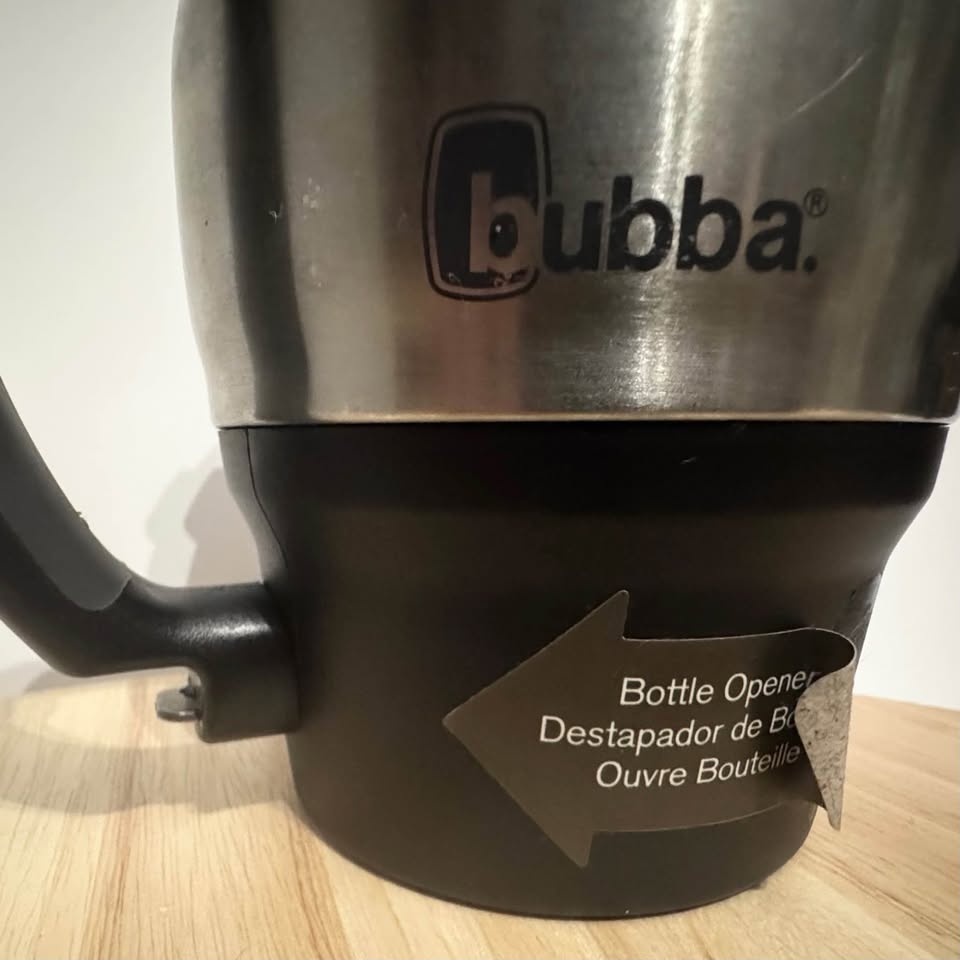 bubba.®
Bottle Opener
Destapador de
Ouvre Bouteille